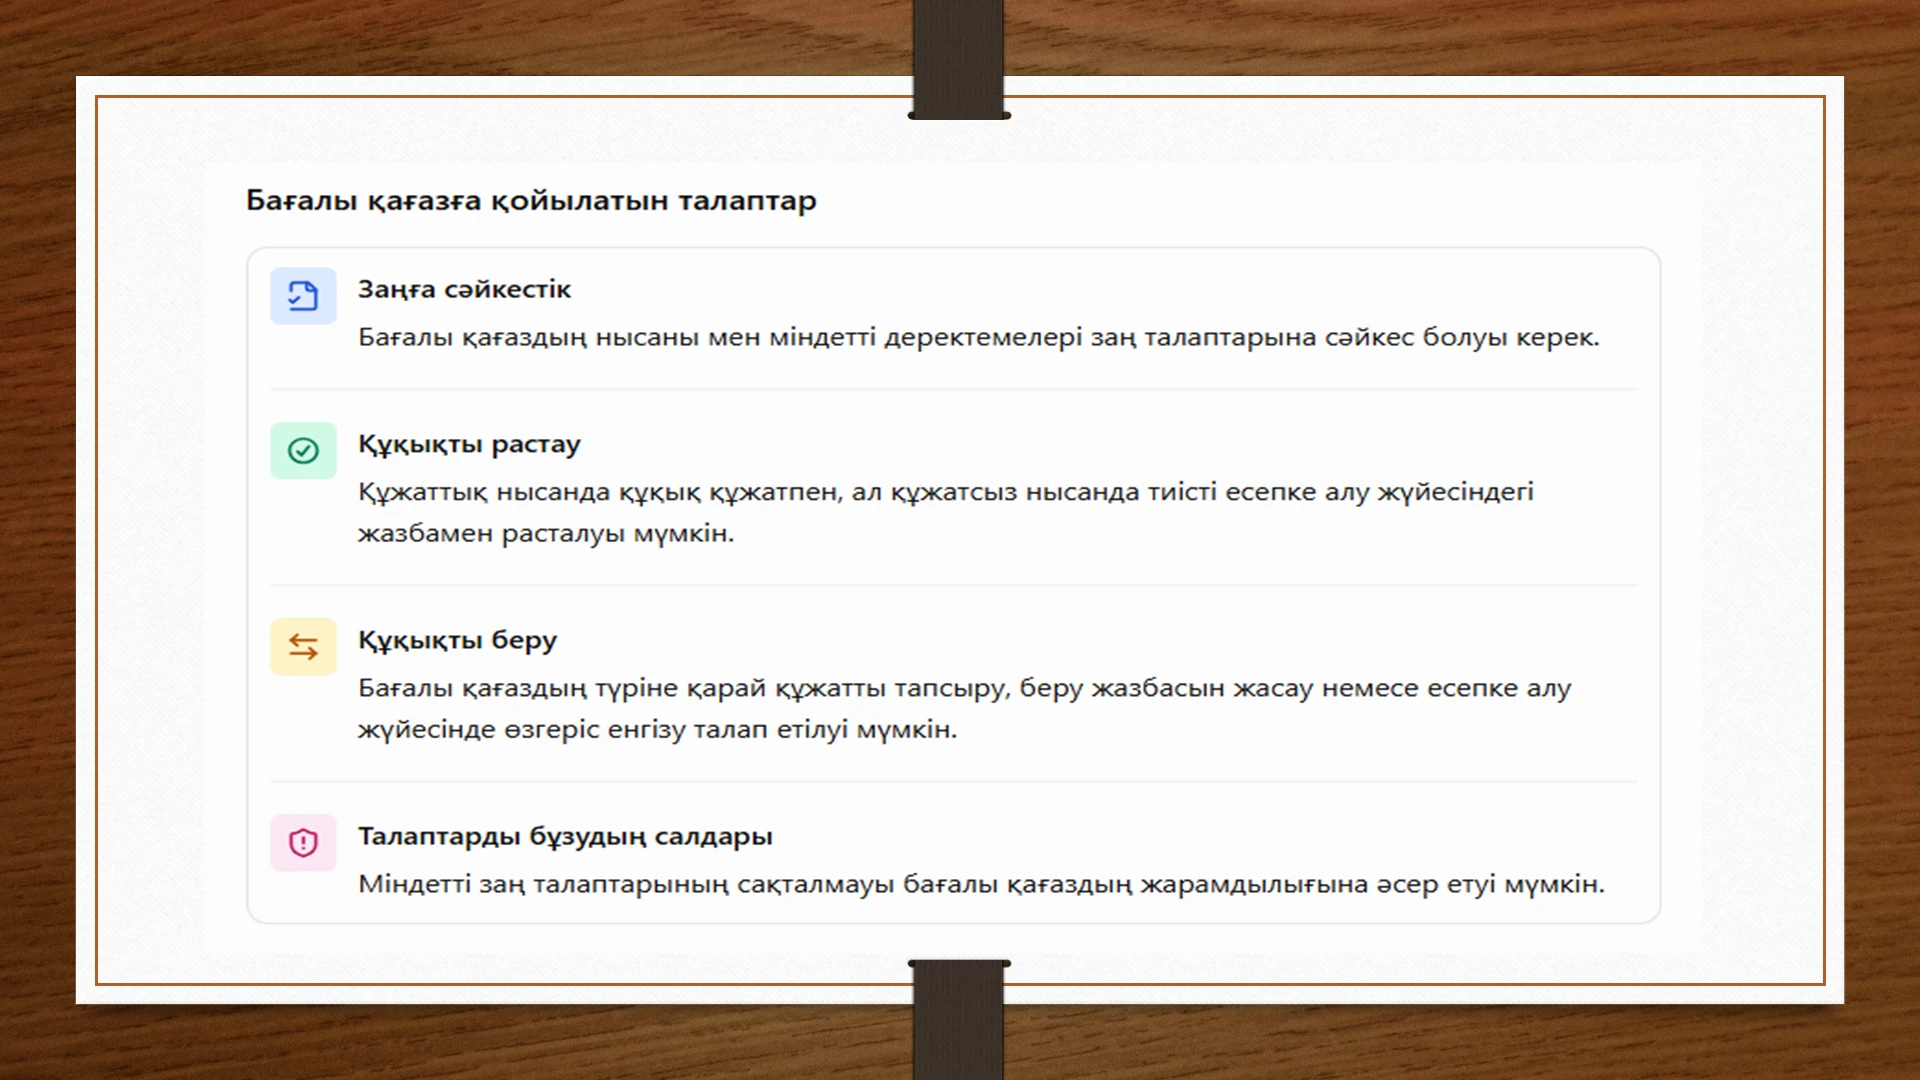 Бағалы қағазға қойылатын талаптар
Заңға сәйкестік
Бағалы қағаздың нысаны мен міндетті деректемелері заң талаптарына сәйкес болуы керек.
Құқықты растау
Құжаттық нысанда құқық құжатпен, ал құжатсыз нысанда тиісті есепке алу жүйесіндегі
жазбамен расталуы мүмкін.
Құқықты беру
Бағалы қағаздың түріне қарай құжатты тапсыру, беру жазбасын жасау немесе есепке алу
жүйесінде өзгеріс енгізу талап етілуі мүмкін.
Талаптарды бұзудың салдары
Міндетті заң талаптарының сақталмауы бағалы қағаздың жарамдылығына әсер етуі мүмкін.